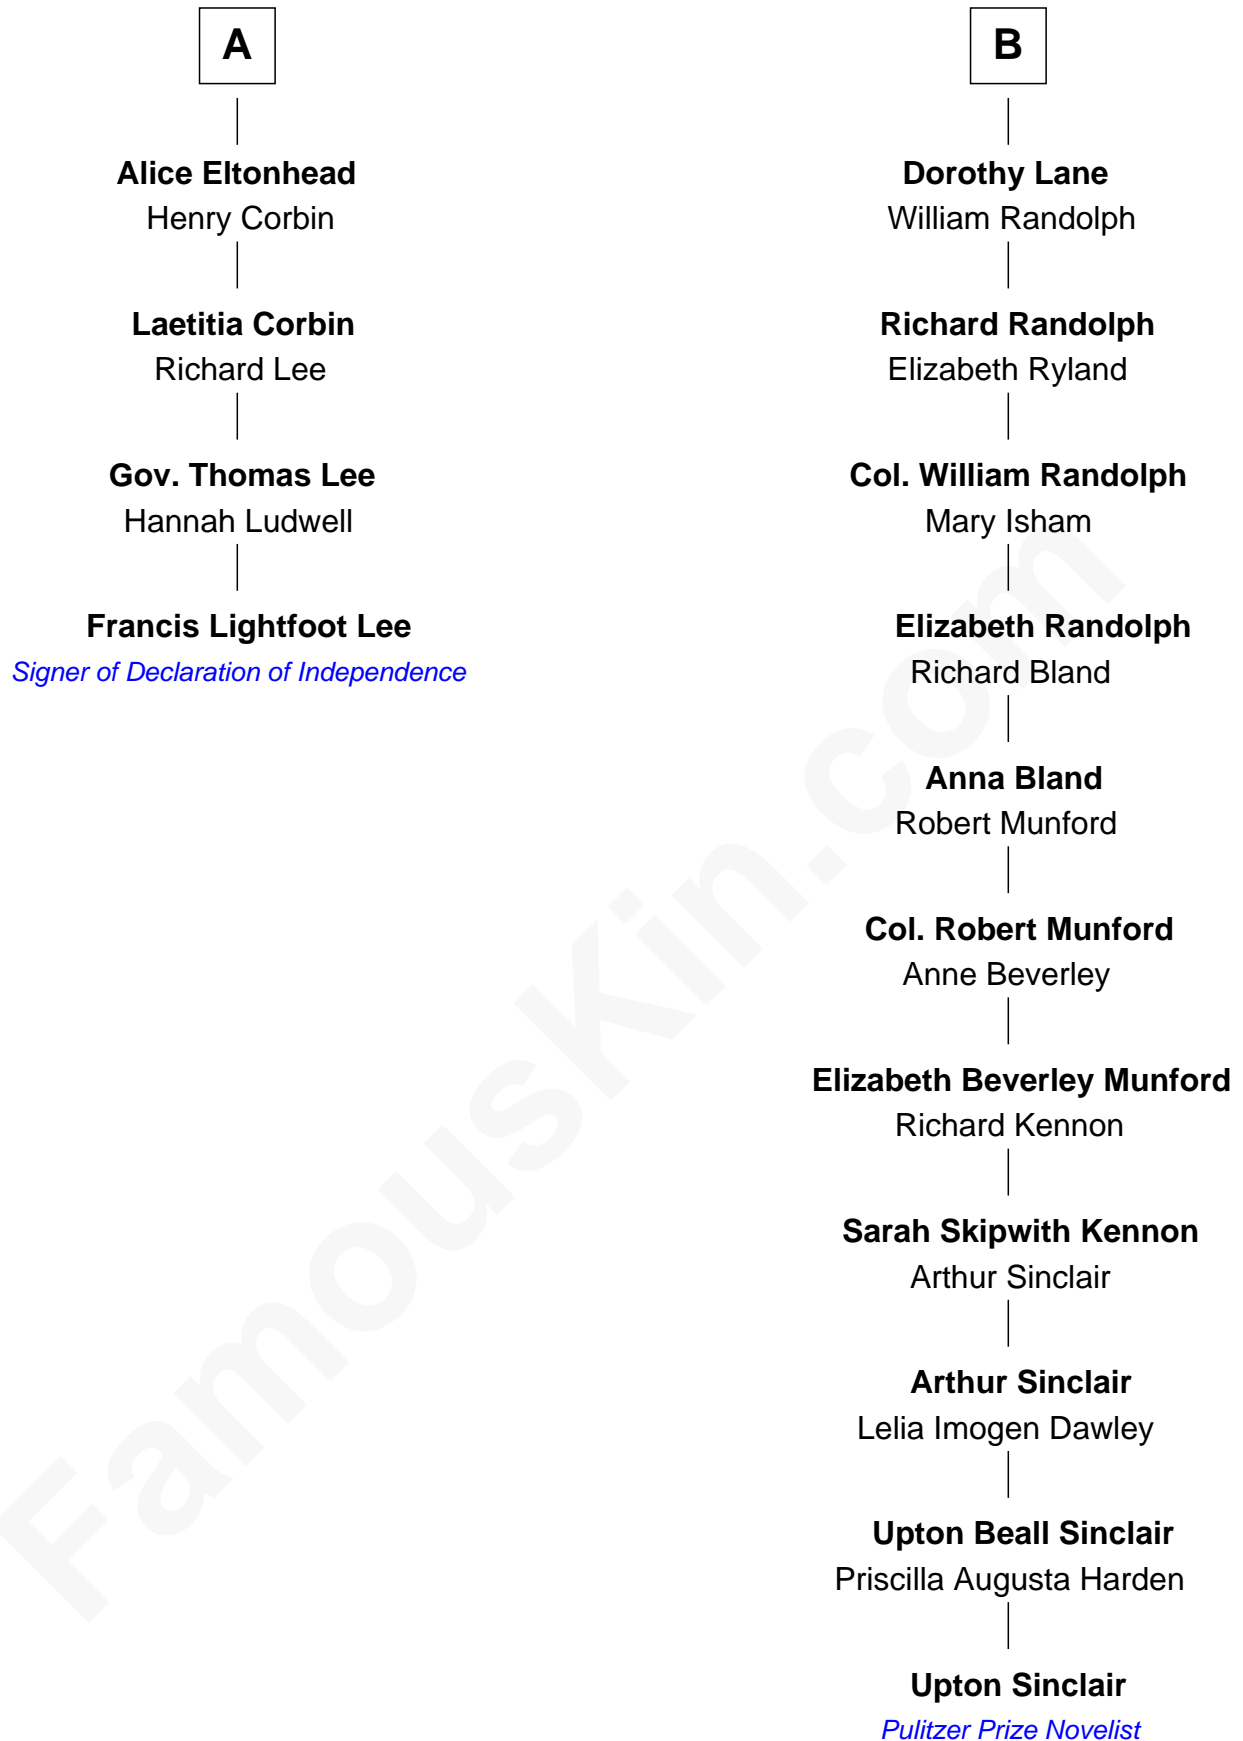 A
Alice Eltonhead
Henry Corbin
Laetitia Corbin
Richard Lee
Gov. Thomas Lee
Hannah Ludwell
Francis Lightfoot Lee
Signer of Declaration of Independence
B
Dorothy Lane
William Randolph
Richard Randolph
Elizabeth Ryland
Col. William Randolph
Mary Isham
Elizabeth Randolph
Richard Bland
Anna Bland
Robert Munford
Col. Robert Munford
Anne Beverley
Elizabeth Beverley Munford
Richard Kennon
Sarah Skipwith Kennon
Arthur Sinclair
Arthur Sinclair
Lelia Imogen Dawley
Upton Beall Sinclair
Priscilla Augusta Harden
Upton Sinclair
Pulitzer Prize Novelist
FamousKin.com